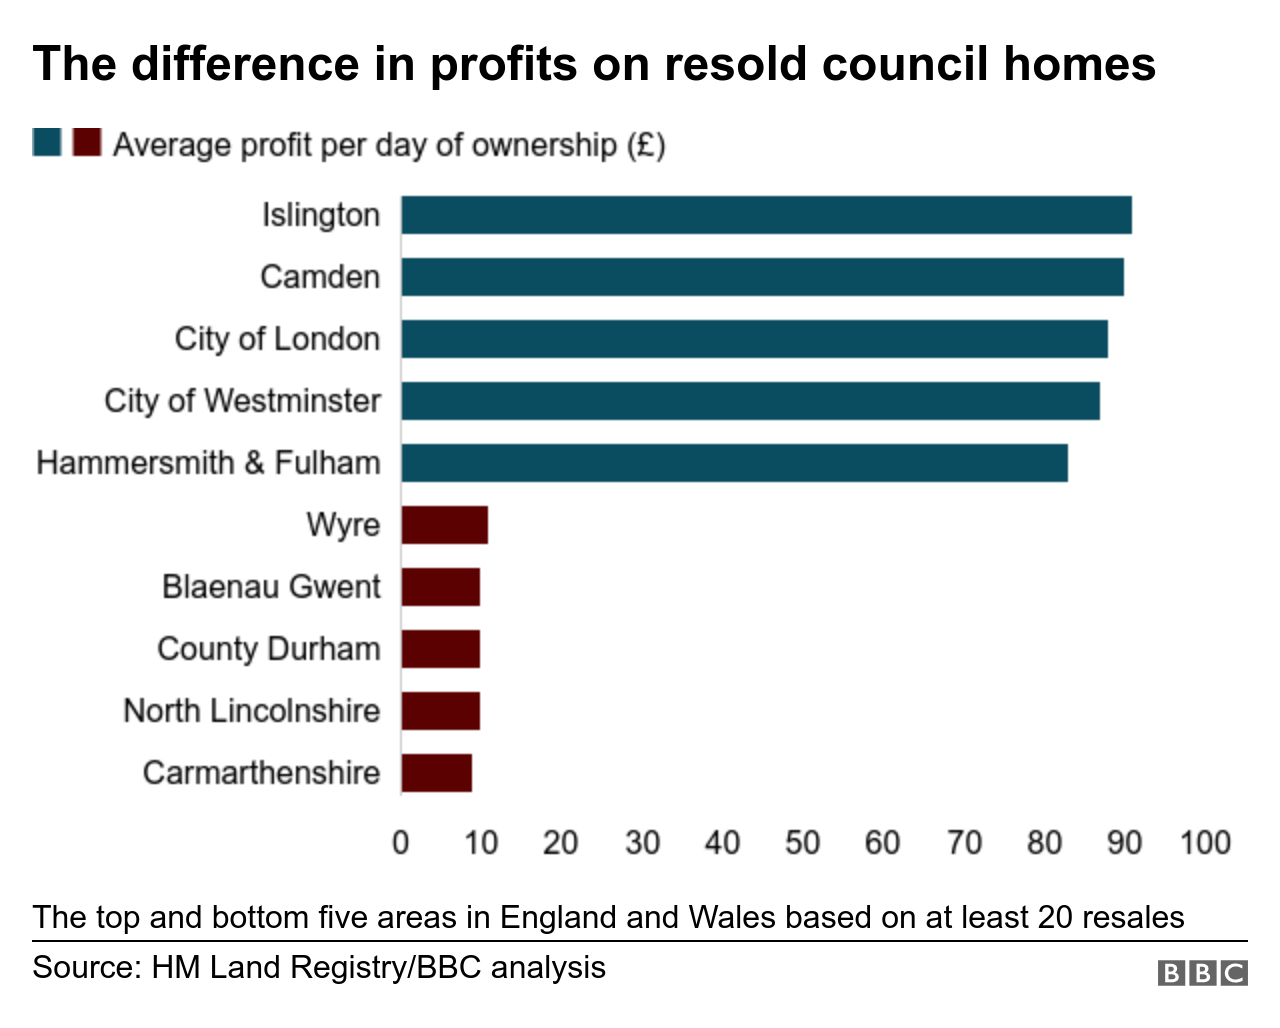 The difference in profits on resold council homes
Average profit per day of ownership (£)
Islington
Camden
City of London
City of Westminster
Hammersmith & Fulham
Wyre
Blaenau Gwent
County Durham
North Lincolnshire
Carmarthenshire
0 10 20 30 40 50 60 70 80 90 100
The top and bottom five areas in England and Wales based on at least 20 resales
Source: HM Land Registry/BBC analysis
BBC